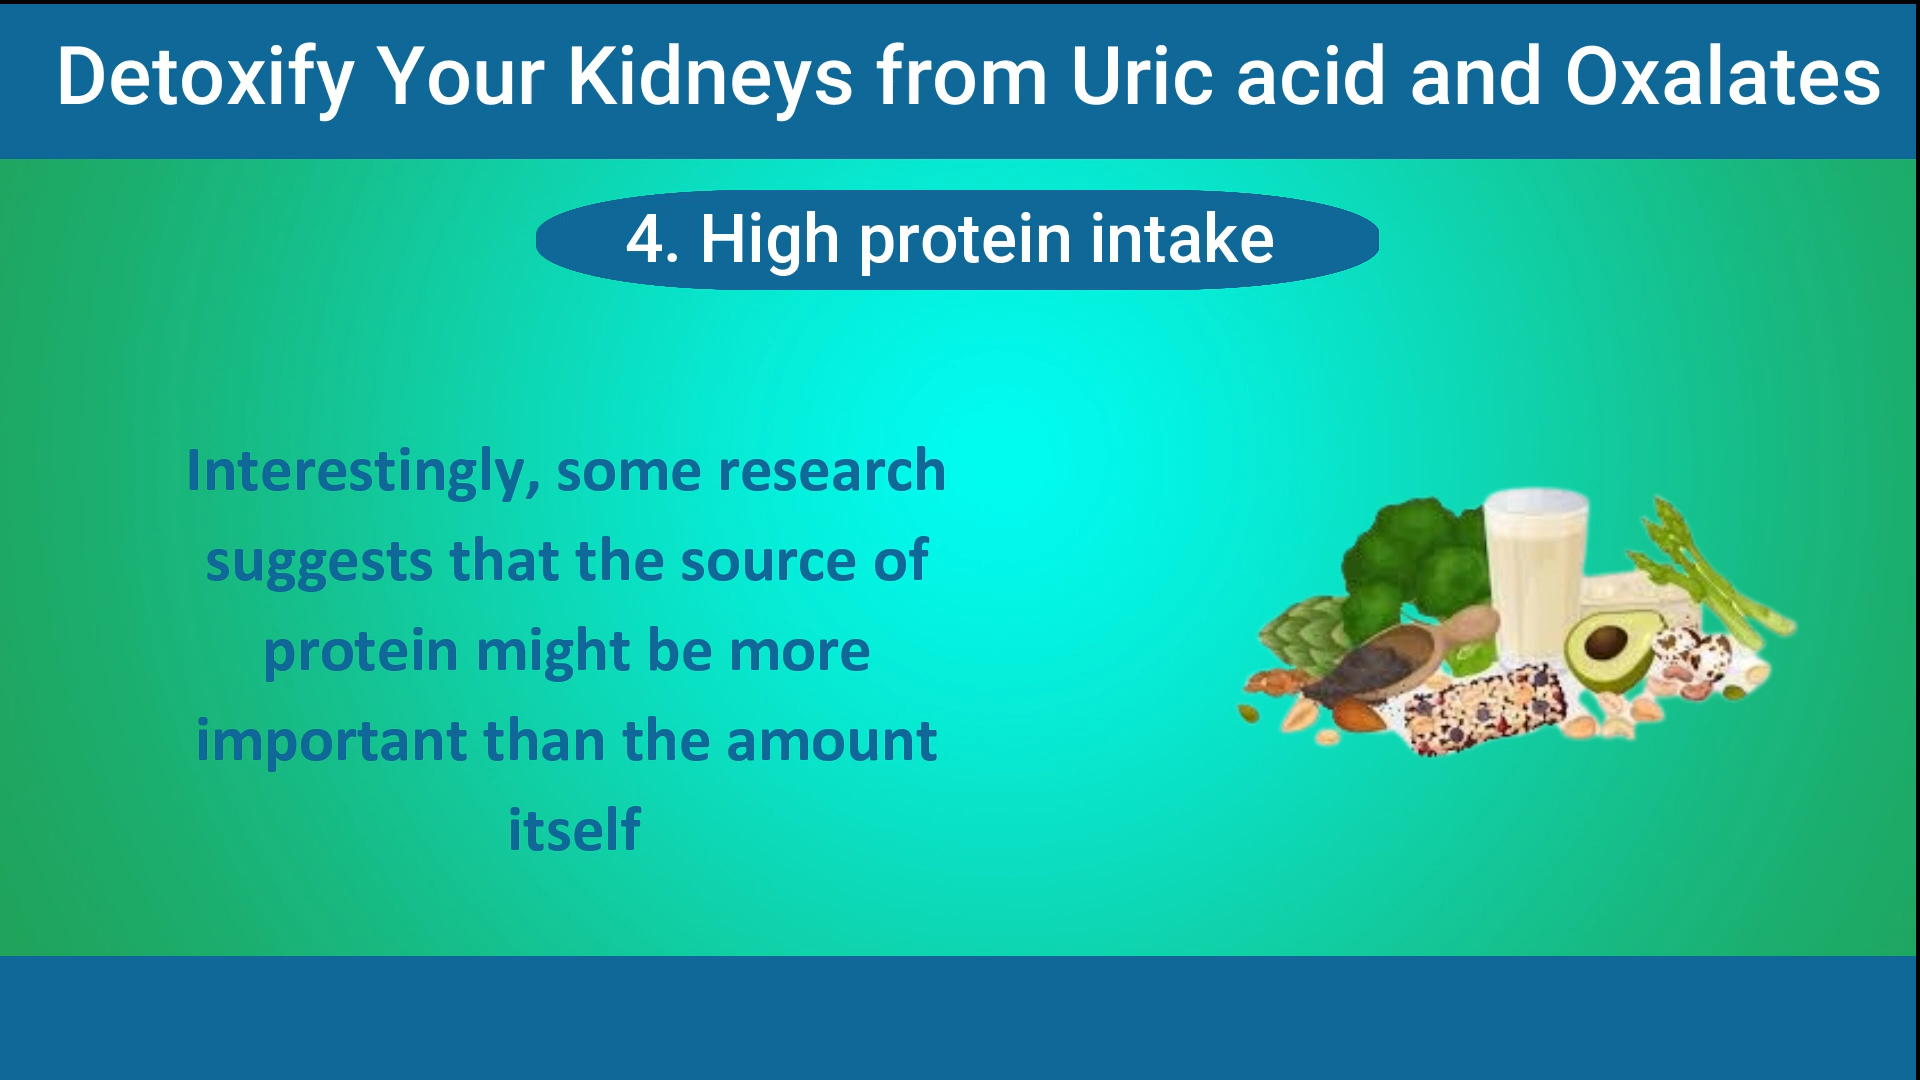 Detoxify Your Kidneys from Uric acid and Oxalates
4. High protein intake
Interestingly, some research
suggests that the source of
protein might be more
important than the amount
itself